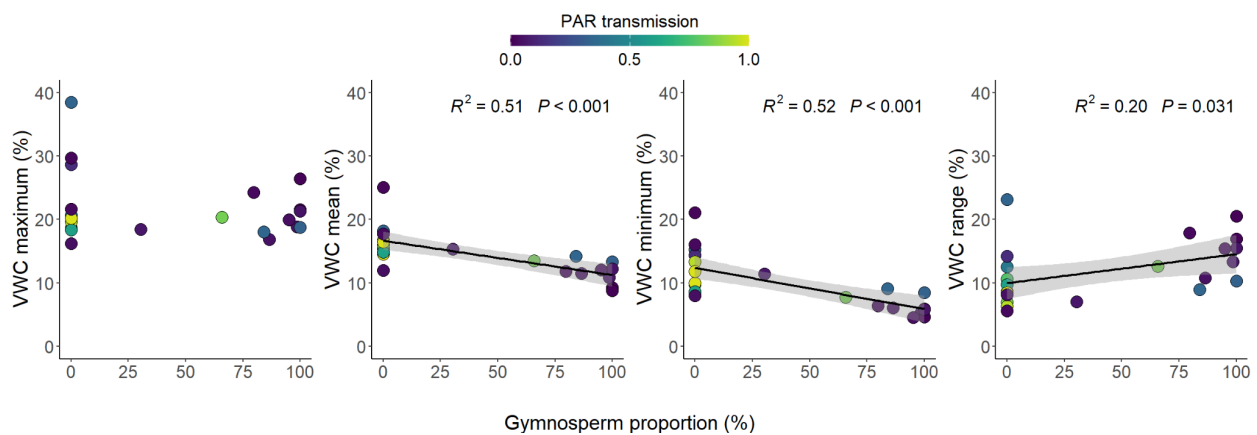 PAR transmission
0.0 0.5 1.0
R² = 0.51 P < 0.001
R² = 0.52 P < 0.001
R² = 0.20 P = 0.031
VWC maximum (%)
40
30
20
10
0
0 25 50 75 100
VWC mean (%)
40
30
20
10
0
0 25 50 75 100
VWC minimum (%)
40
30
20
10
0
0 25 50 75 100
VWC range (%)
40
30
20
10
0
0 25 50 75 100
Gymnosperm proportion (%)